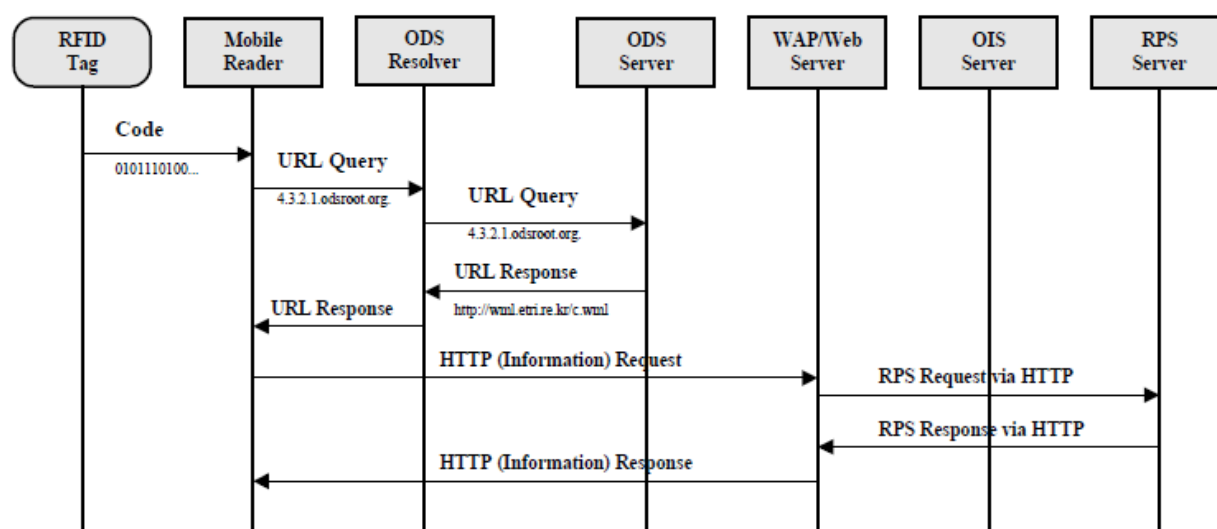 RFID
Tag
Mobile
Reader
ODS
Resolver
ODS
Server
WAP/Web
Server
OIS
Server
RPS
Server
Code
0101110100...
URL Query
4.3.2.1.odsroot.org.
URL Query
4.3.2.1.odsroot.org.
URL Response
http://wml.etri.re.kr/c.wml
URL Response
HTTP (Information) Request
RPS Request via HTTP
RPS Response via HTTP
HTTP (Information) Response